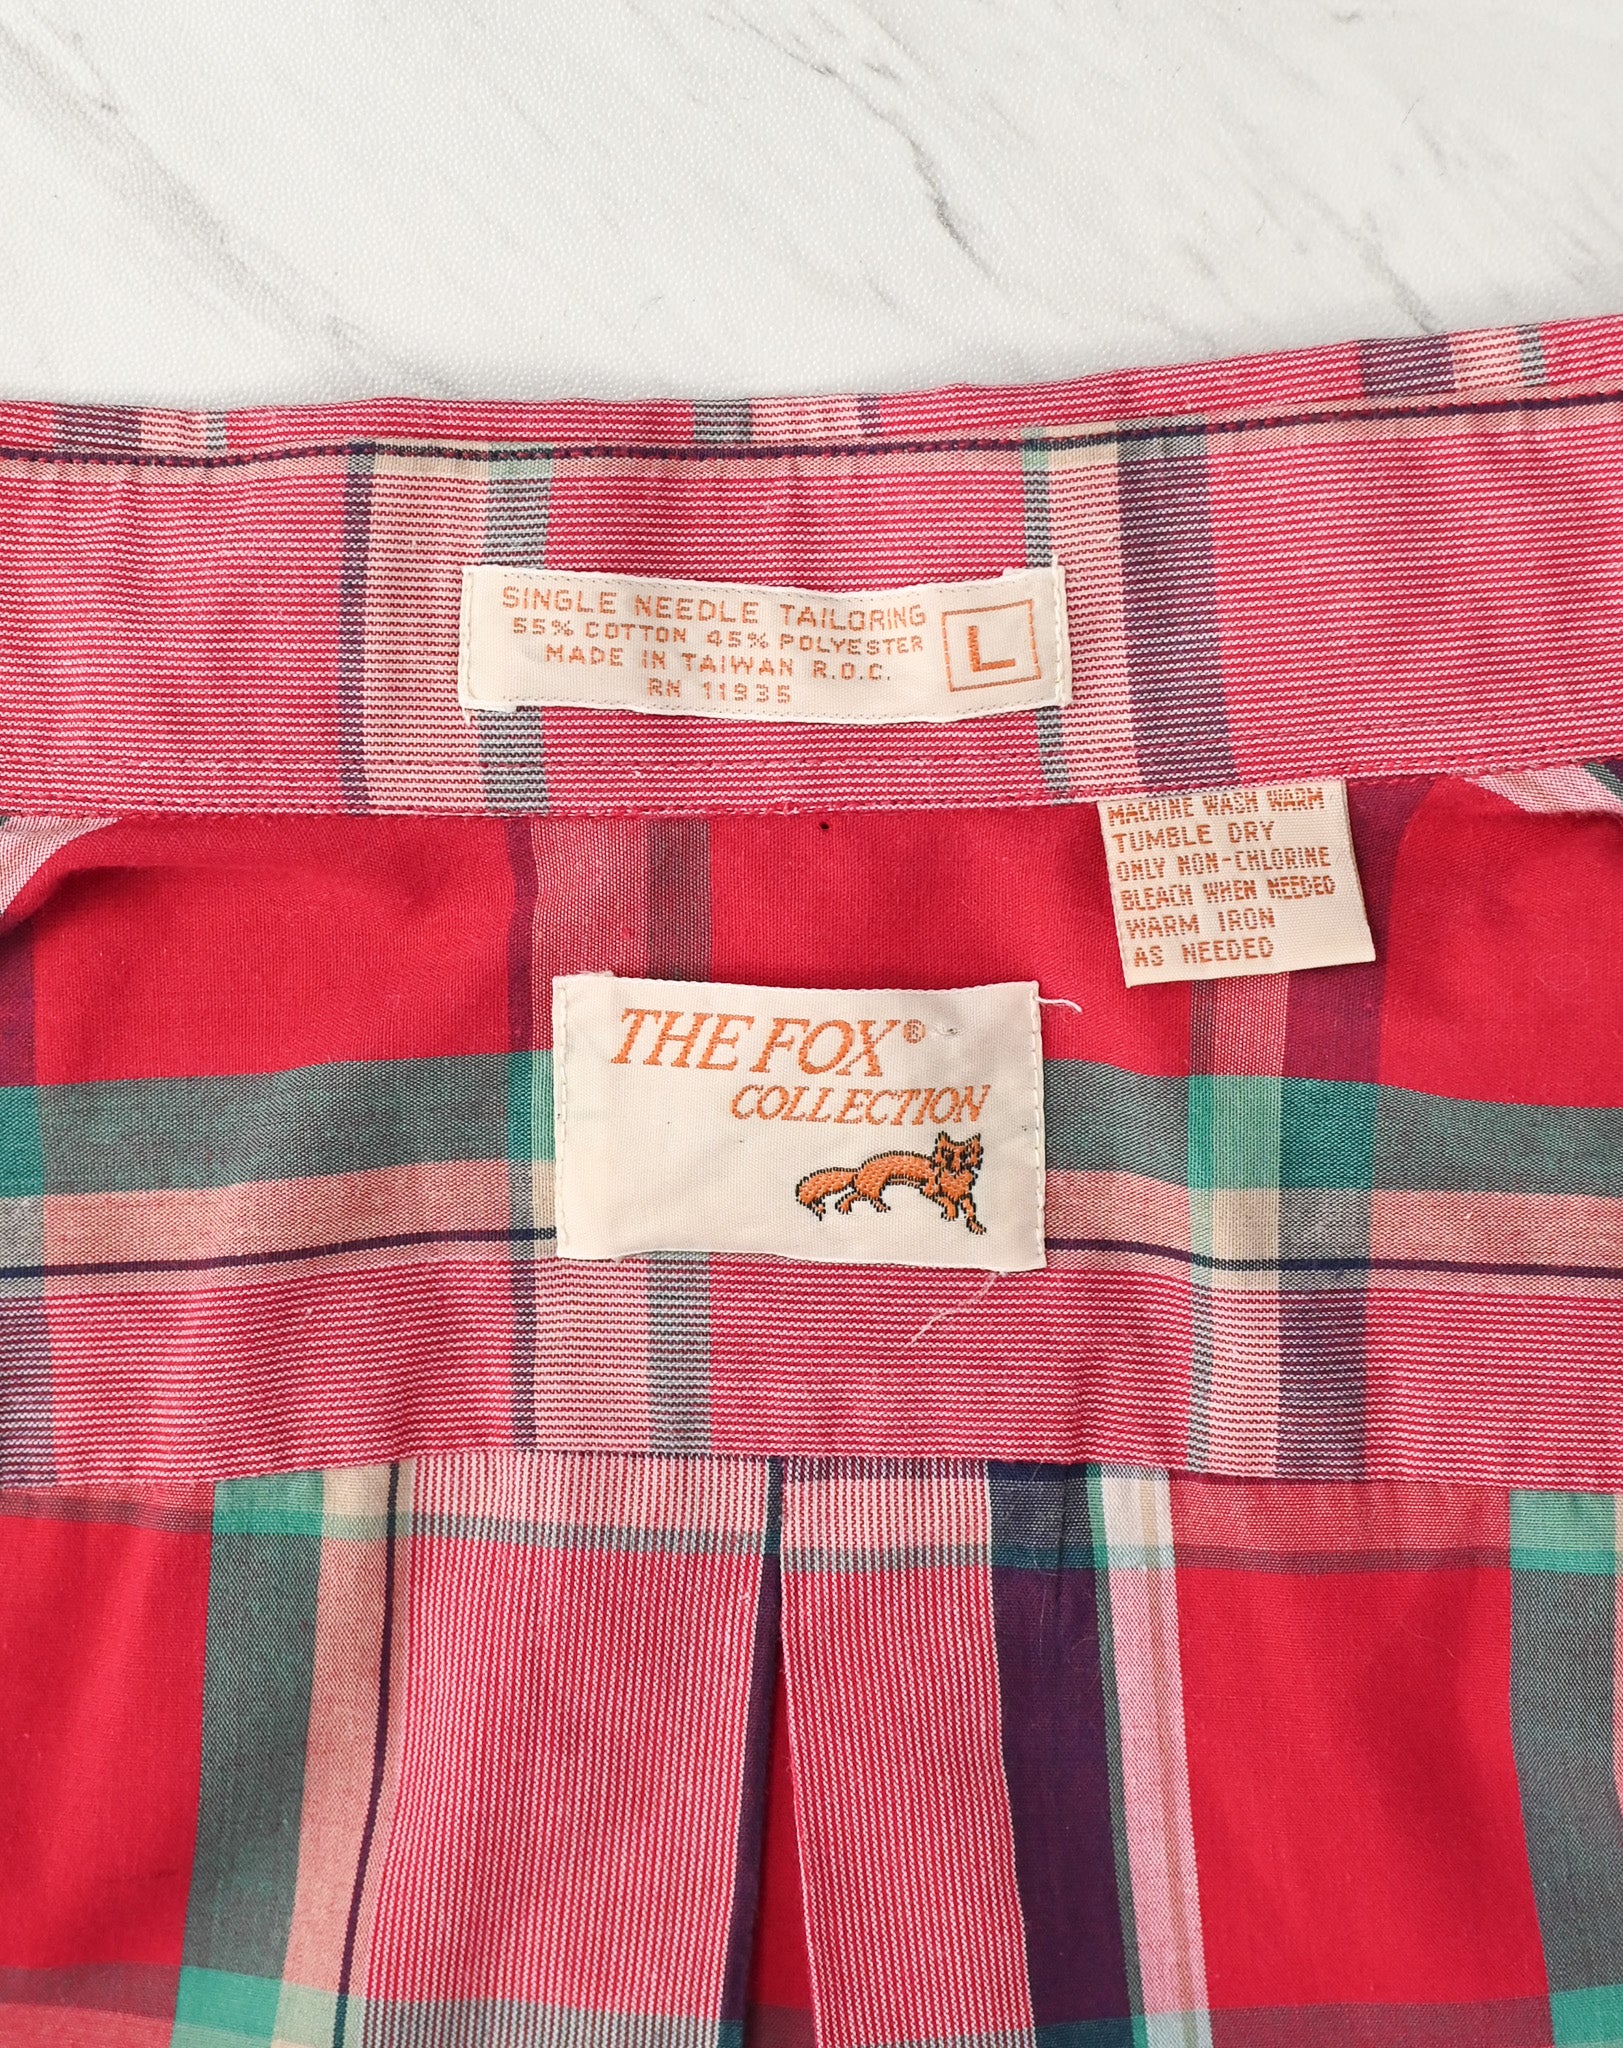 SINGLE NEEDLE TAILORING
55% COTTON 45% POLYESTER
MADE IN TAIWAN R.O.C.
RN 11935
L
MACHINE WASH WARM
TUMBLE DRY
ONLY NON-CHLORINE
BLEACH WHEN NEEDED
WARM IRON
AS NEEDED
THE FOX®
COLLECTION